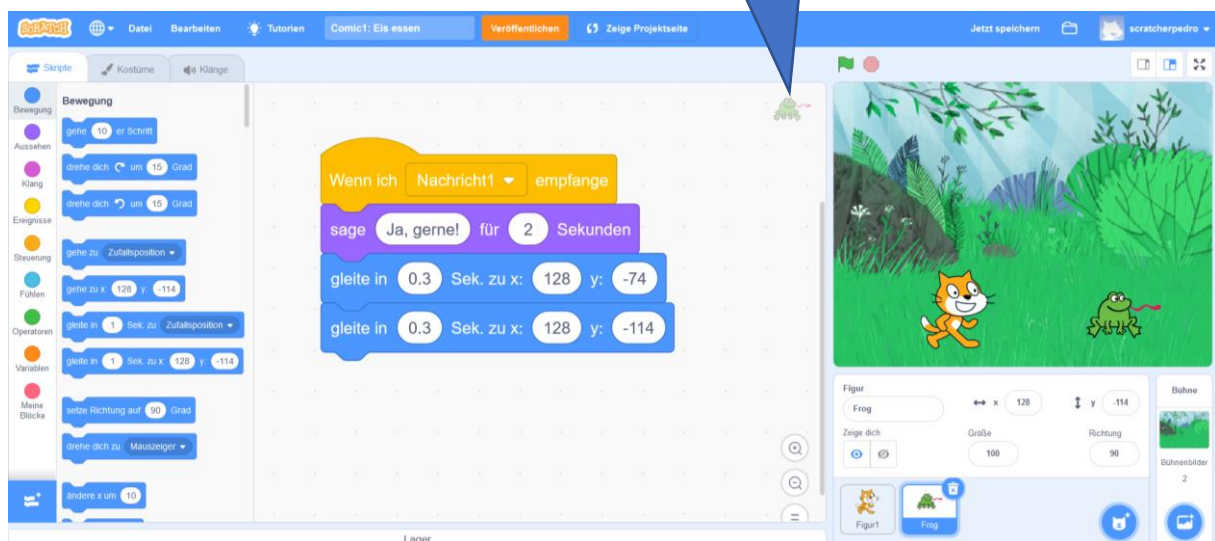 SCRATCH Datei Bearbeiten Tutorien Comic1: Eis essen Veröffentlichen Zeige Projektseite Jetzt speichern scratcherpedro
Skripte Kostüme Klänge
Bewegung
Aussehen
Klang
Ereignisse
Steuerung
Fühlen
Operatoren
Variablen
Meine
Blöcke
Bewegung
gehe 10 er Schritt
drehe dich um 15 Grad
drehe dich um 15 Grad
gehe zu Zufallsposition
gehe zu x: 128 y: -114
gleite in 1 Sek. zu Zufallsposition
gleite in 1 Sek. zu x: 128 y: -114
setze Richtung auf 90 Grad
drehe dich zu Mauszeiger
ändere x um 10
Wenn ich Nachricht1 empfange
sage Ja, gerne! für 2 Sekunden
gleite in 0.3 Sek. zu x: 128 y: -74
gleite in 0.3 Sek. zu x: 128 y: -114
Lager
Figur
Frog x 128 y -114
Zeige dich Größe Richtung
100 90
Figur1 Frog
Bühne
Bühnenbilder
2